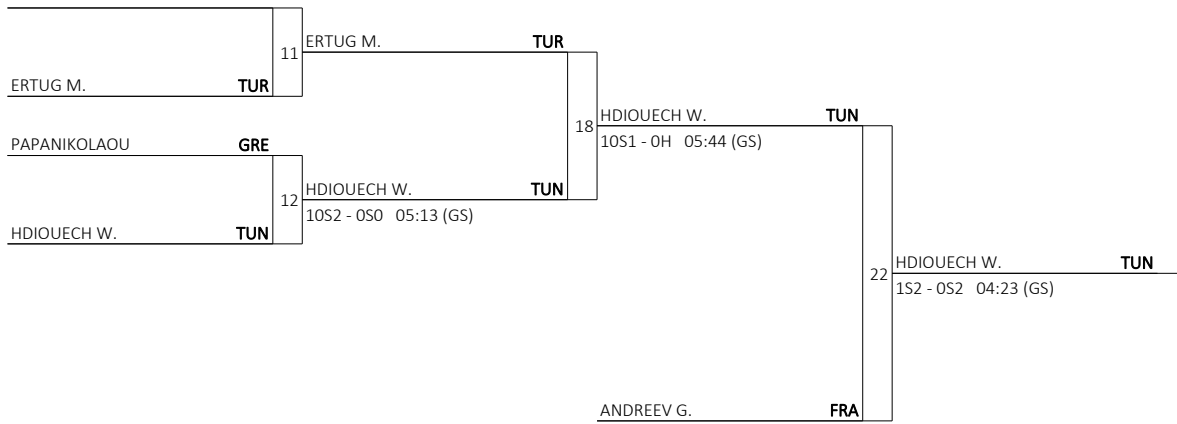 11
ERTUG M. TUR
ERTUG M. TUR
18
HDIOUECH W. TUN
10S1 - 0H 05:44 (GS)
PAPANIKOLAOU GRE
12
HDIOUECH W. TUN
10S2 - 0S0 05:13 (GS)
HDIOUECH W. TUN
22
HDIOUECH W. TUN
1S2 - 0S2 04:23 (GS)
ANDREEV G. FRA